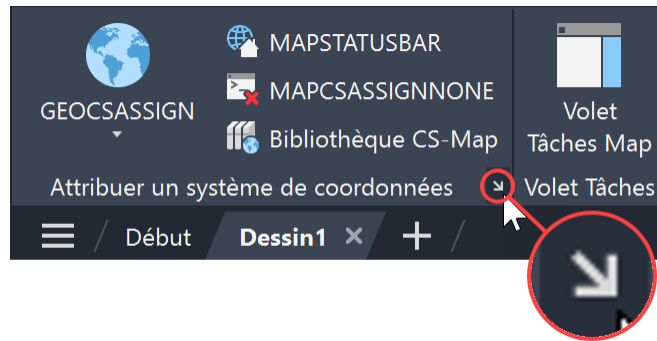 MAPSTATUSBAR
GEOCSASSIGN
MAPCSASSIGNNONE
Bibliothèque CS-Map
Volet
Tâches Map
Attribuer un système de coordonnées
Volet Tâches
Début
Dessin1